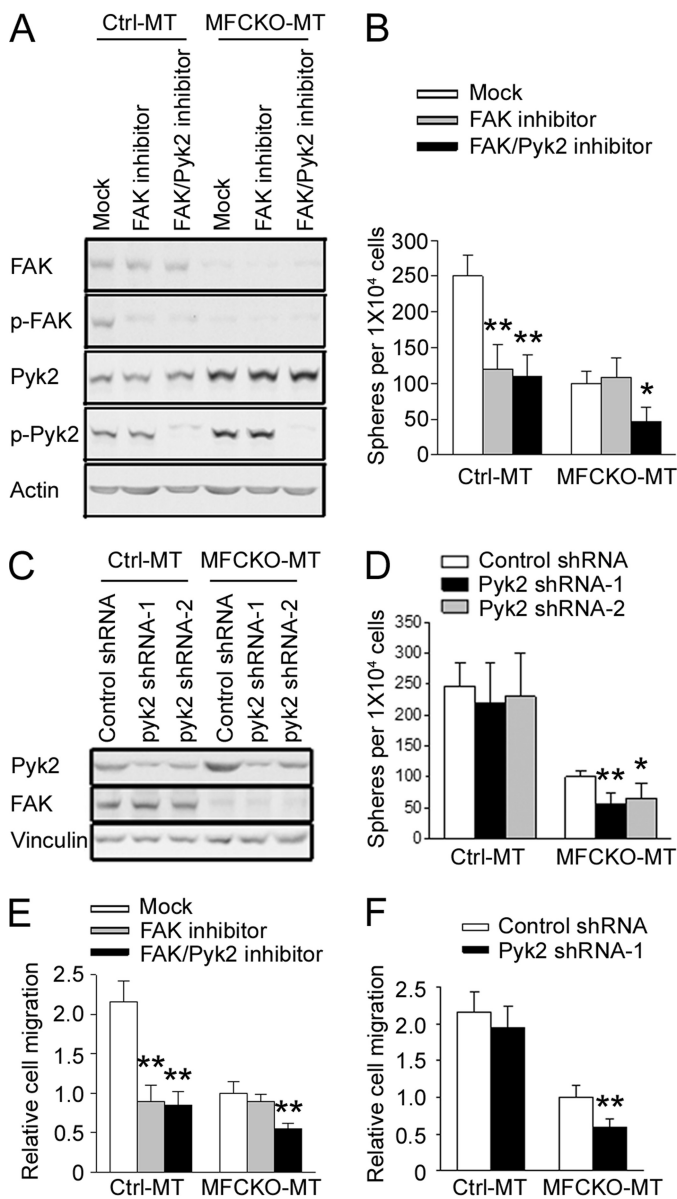 A
Ctrl-MT MFCKO-MT
Mock
FAK inhibitor
FAK/Pyk2 inhibitor
Mock
FAK inhibitor
FAK/Pyk2 inhibitor
FAK
p-FAK
Pyk2
p-Pyk2
Actin
B
Mock
FAK inhibitor
FAK/Pyk2 inhibitor
Spheres per 1X10⁴ cells
300
250
200
150
100
50
0
** **
*
Ctrl-MT MFCKO-MT
C
Ctrl-MT MFCKO-MT
Control shRNA
pyk2 shRNA-1
pyk2 shRNA-2
Control shRNA
pyk2 shRNA-1
pyk2 shRNA-2
Pyk2
FAK
Vinculin
D
Control shRNA
Pyk2 shRNA-1
Pyk2 shRNA-2
Spheres per 1X10⁴ cells
350
300
250
200
150
100
50
0
** *
Ctrl-MT MFCKO-MT
E
Mock
FAK inhibitor
FAK/Pyk2 inhibitor
Relative cell migration
2.5
2.0
1.5
1.0
0.5
0
** **
**
Ctrl-MT MFCKO-MT
F
Control shRNA
Pyk2 shRNA-1
Relative cell migration
2.5
2.0
1.5
1.0
0.5
0
**
Ctrl-MT MFCKO-MT